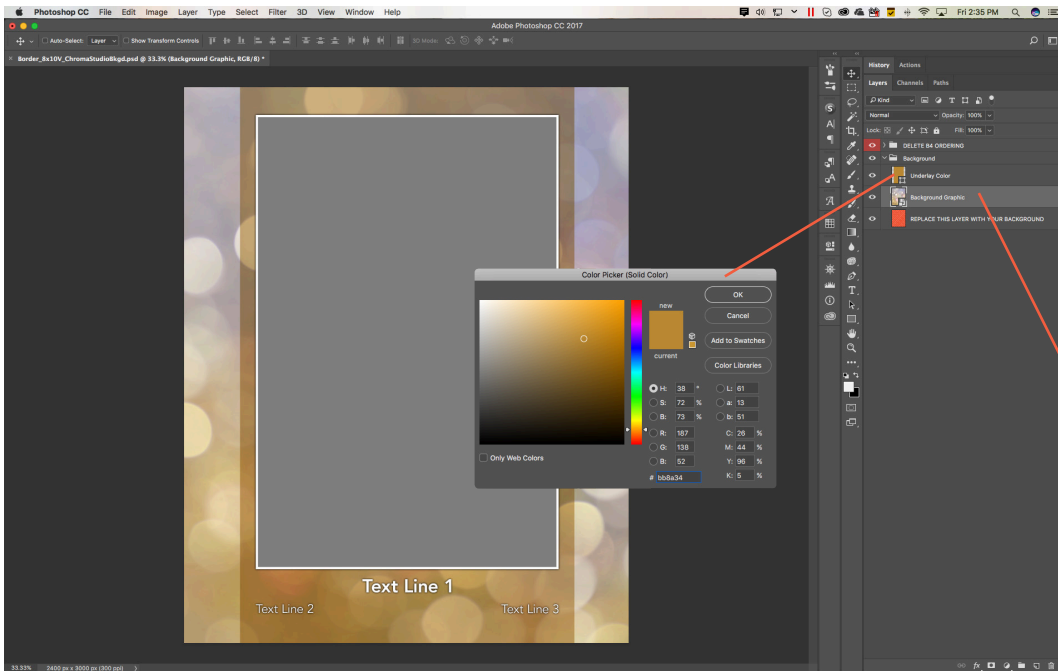 Photoshop CC File Edit Image Layer Type Select Filter 3D View Window Help
Fri 2:35 PM
Adobe Photoshop CC 2017
Auto-Select: Layer Show Transform Controls 3D Mode:
× Border_8x10V_ChromaStudioBkgd.psd @ 33.3% (Background Graphic, RGB/8) *
History Actions
Layers Channels Paths
Kind
Normal Opacity: 100%
Lock: Fill: 100%
DELETE B4 ORDERING
Background
Underlay Color
Background Graphic
REPLACE THIS LAYER WITH YOUR BACKGROUND
Color Picker (Solid Color)
new
current
OK
Cancel
Add to Swatches
Color Libraries
H: 38 °
S: 72 %
B: 73 %
R: 187
G: 138
B: 52
# bb8a34
L: 61
a: 13
b: 51
C: 26 %
M: 44 %
Y: 96 %
K: 5 %
Only Web Colors
Text Line 1
Text Line 2
Text Line 3
33.33% 2400 px x 3000 px (300 ppi)